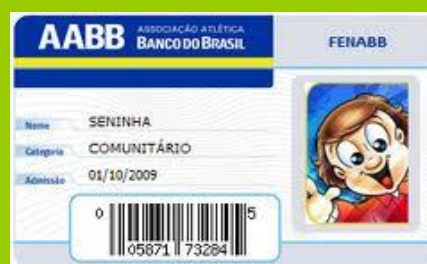 AABB ASSOCIAÇÃO ATLÉTICA BANCO DO BRASIL
FENABB
Nome SENINHA
Categoria COMUNITÁRIO
Admissão 01/10/2009
0 05871 73284 5